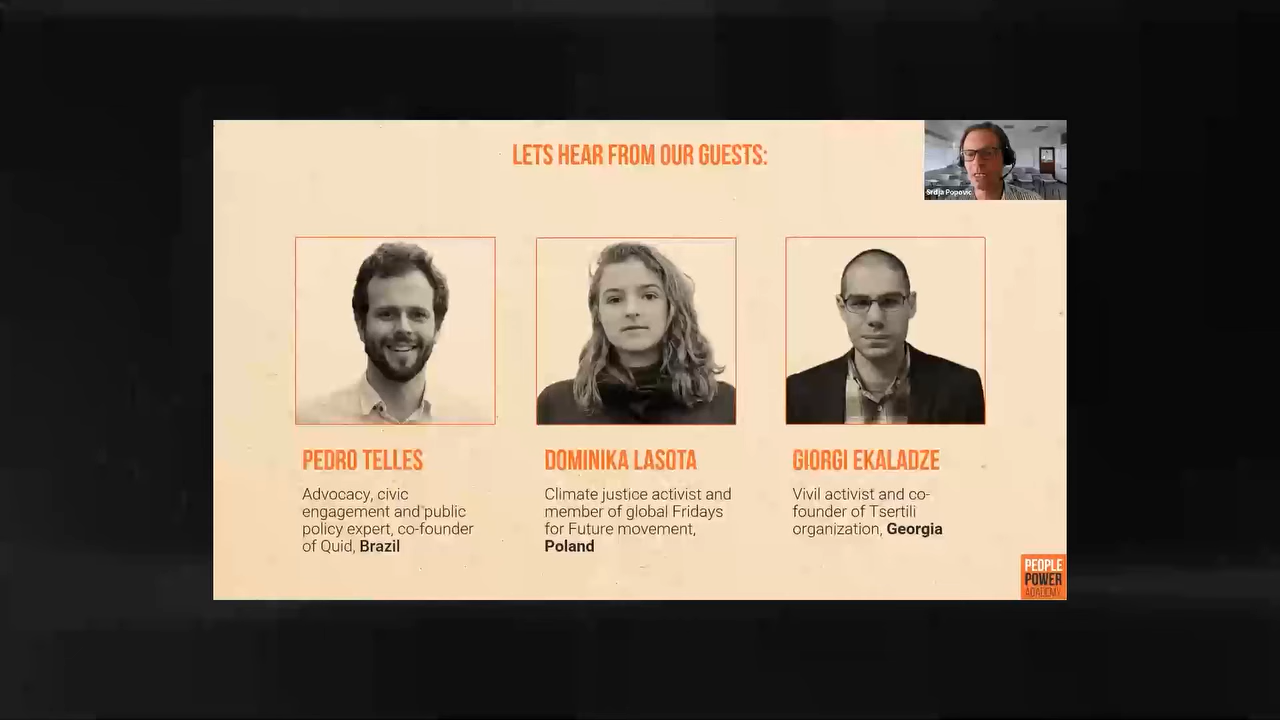 LETS HEAR FROM OUR GUESTS:
Srdja Popovic
PEDRO TELLES
Advocacy, civic
engagement and public
policy expert, co-founder
of Quid, Brazil
DOMINIKA LASOTA
Climate justice activist and
member of global Fridays
for Future movement,
Poland
GIORGI EKALADZE
Vivil activist and co-
founder of Tsertili
organization, Georgia
PEOPLE
POWER
ACADEMY